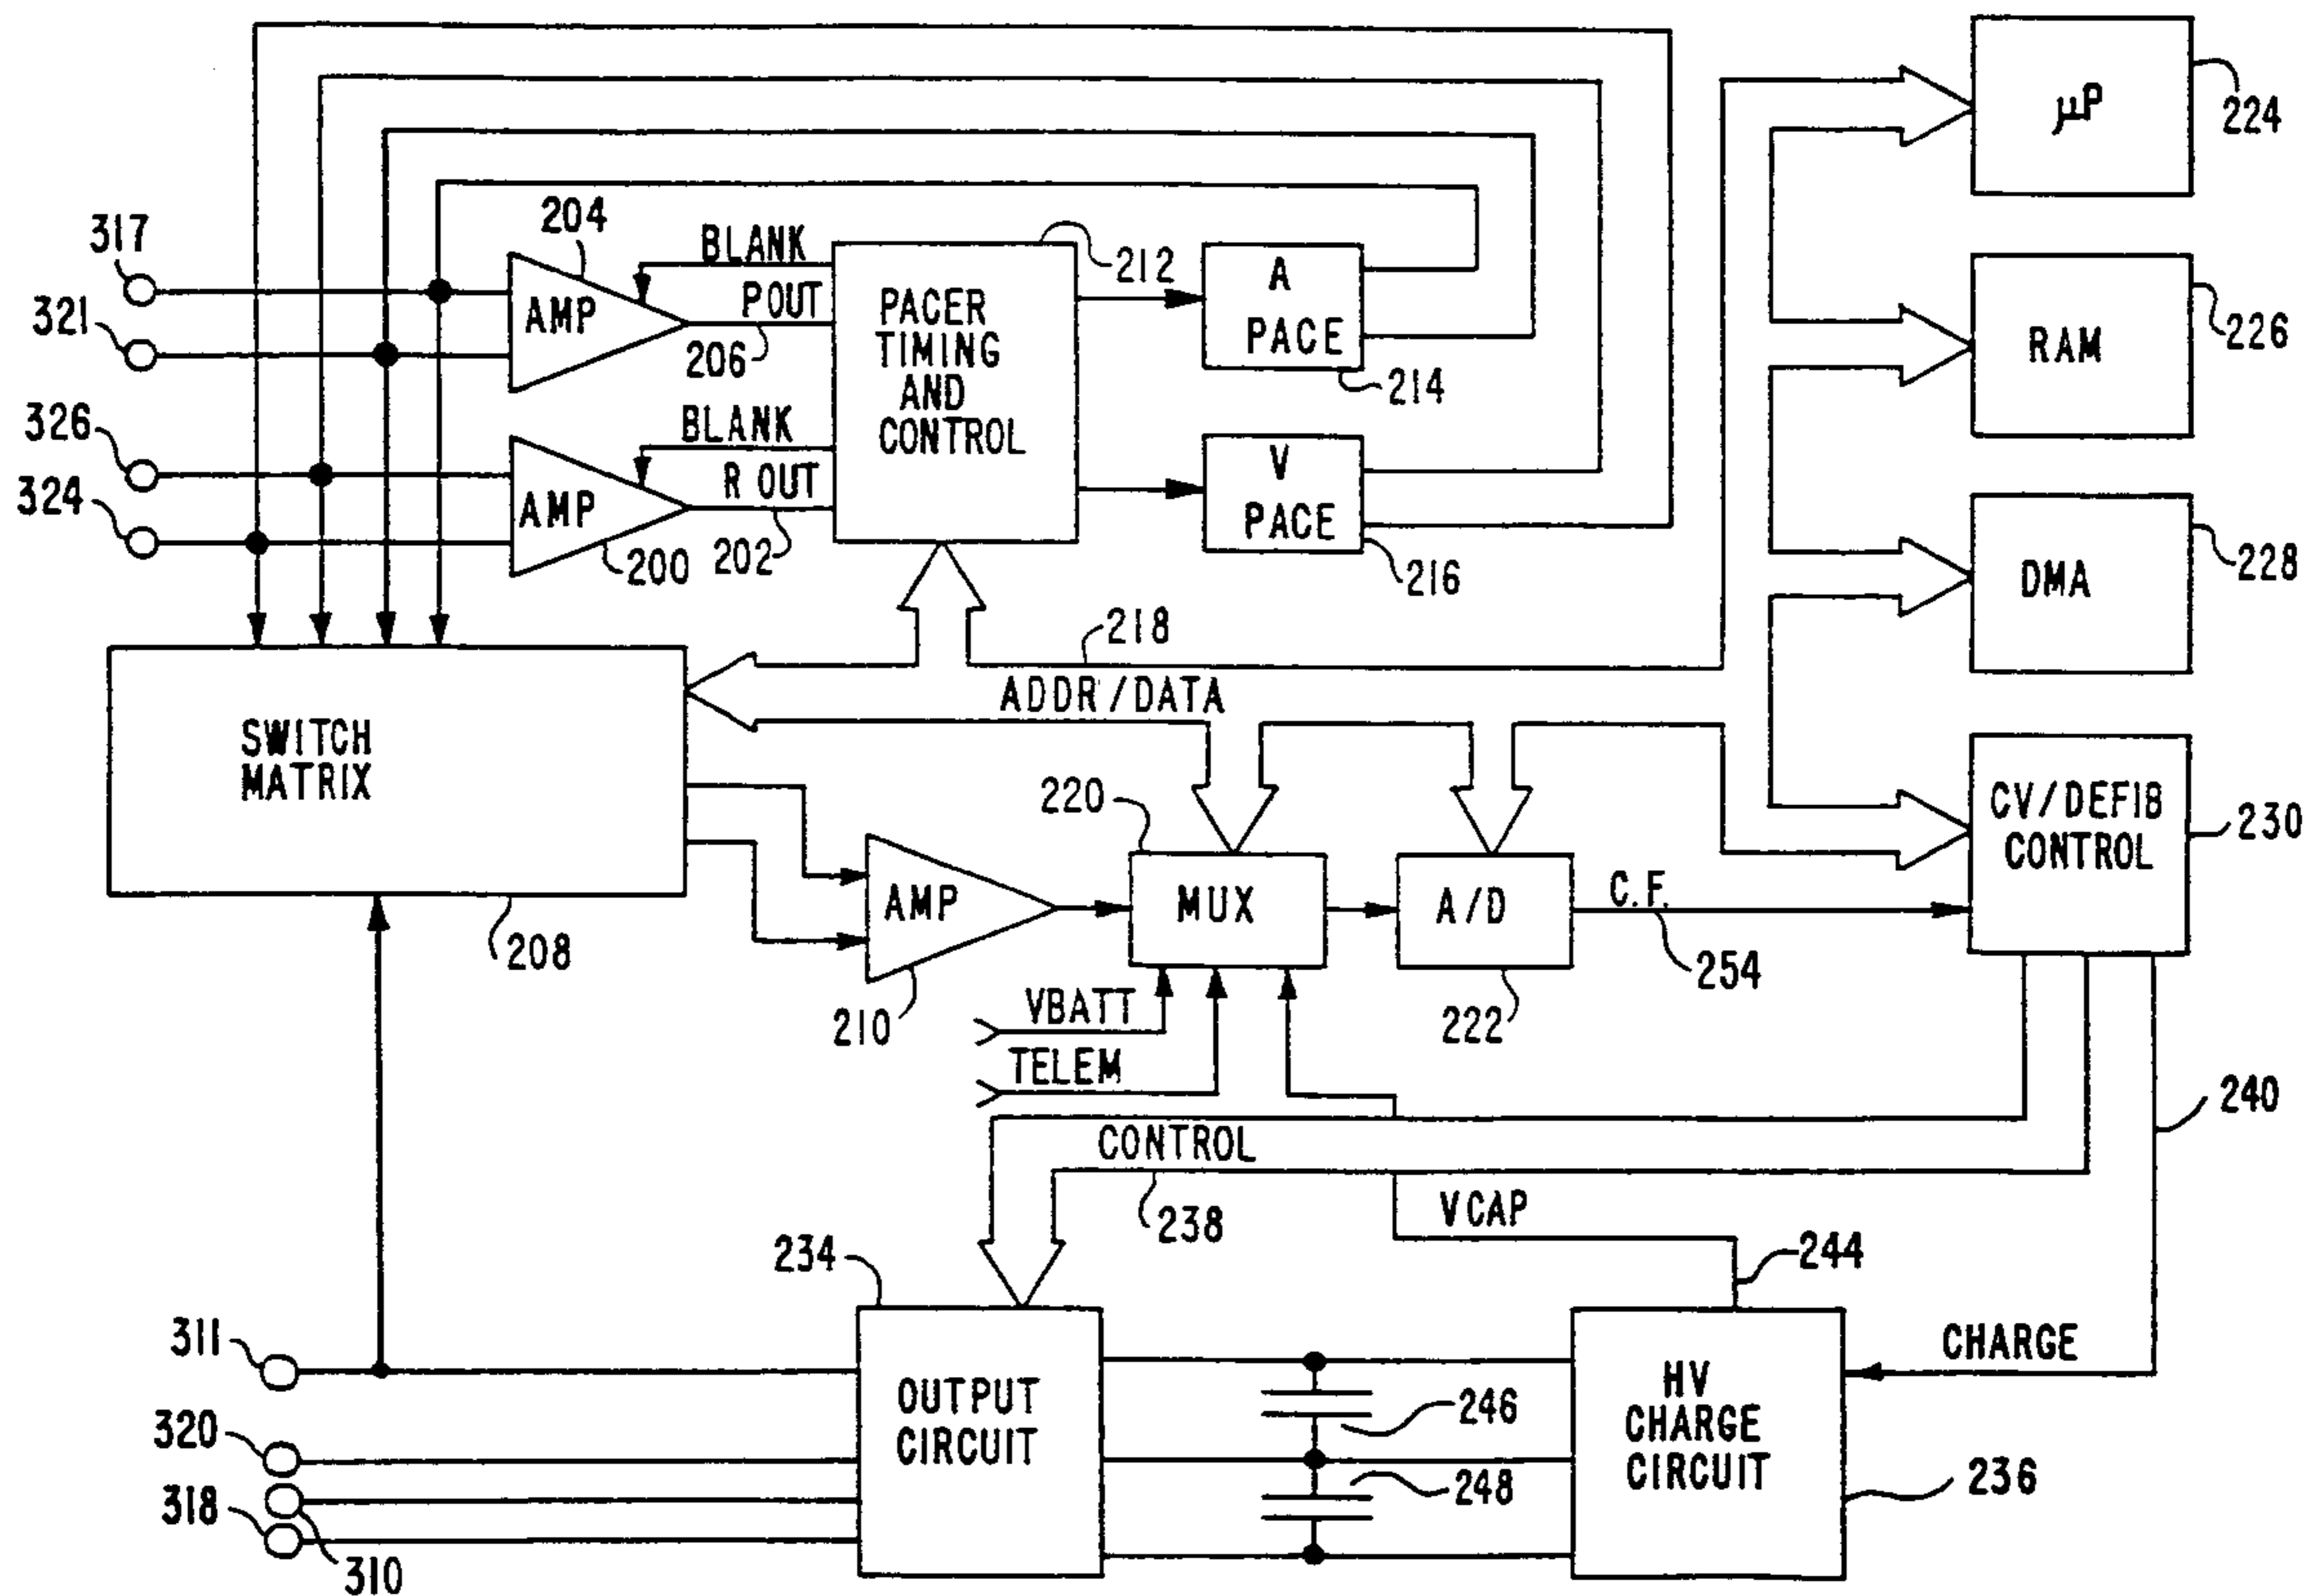 µP
224
204
317
BLANK
212
A
PACE
226
AMP
POUT
PACER
TIMING
AND
CONTROL
RAM
321
206
214
326
BLANK
324
AMP
R OUT
V
PACE
200
202
216
228
DMA
218
ADDR/DATA
SWITCH
MATRIX
220
CV/DEFIB
CONTROL
230
AMP
MUX
A/D
C.F.
208
254
210
VBATT
222
TELEM
240
CONTROL
238
VCAP
234
244
311
CHARGE
OUTPUT
CIRCUIT
246
HV
CHARGE
CIRCUIT
320
248
236
318
310